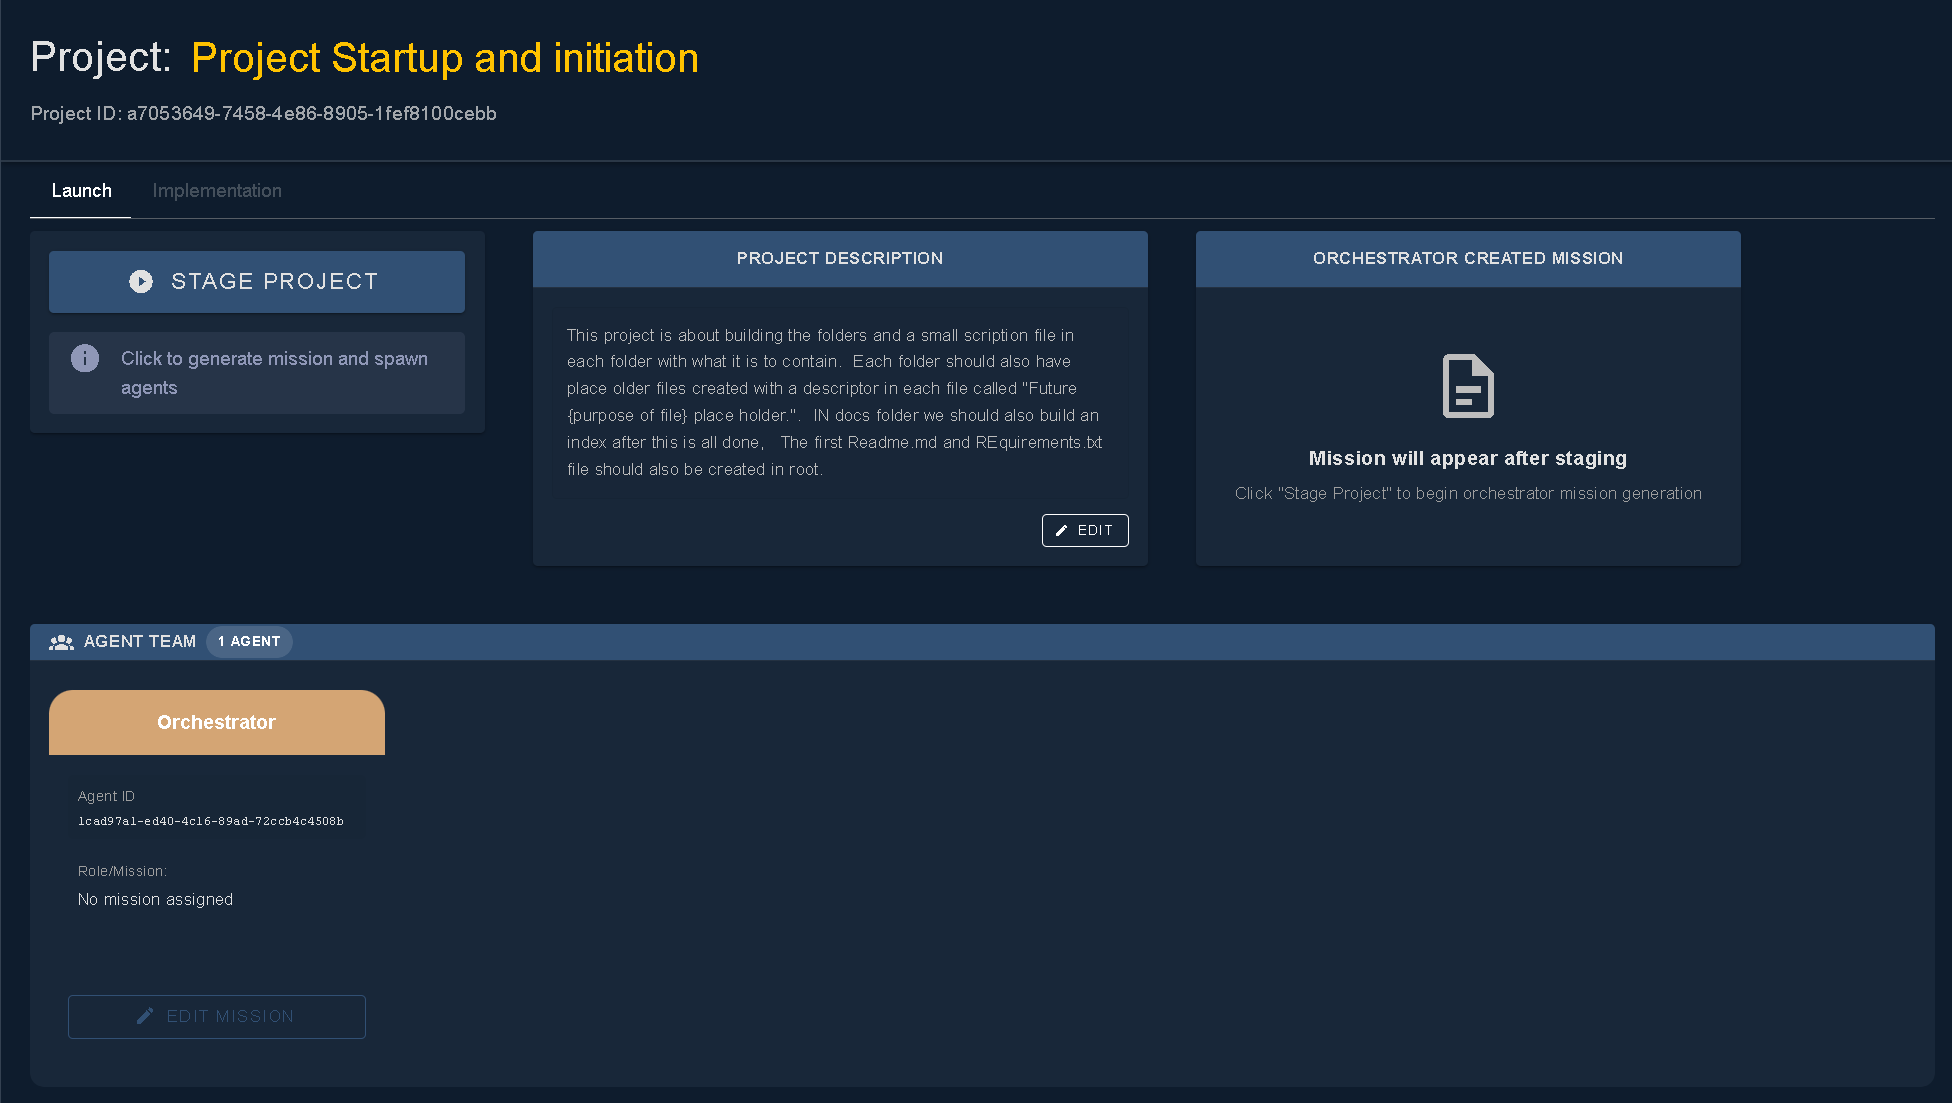 Project: Project Startup and initiation
Project ID: a7053649-7458-4e86-8905-1fef8100cebb
Launch
Implementation
STAGE PROJECT
Click to generate mission and spawn
agents
PROJECT DESCRIPTION
This project is about building the folders and a small scription file in
each folder with what it is to contain.  Each folder should also have
place older files created with a descriptor in each file called "Future
{purpose of file} place holder.".  IN docs folder we should also build an
index after this is all done,   The first Readme.md and REquirements.txt
file should also be created in root.
EDIT
ORCHESTRATOR CREATED MISSION
Mission will appear after staging
Click "Stage Project" to begin orchestrator mission generation
AGENT TEAM
1 AGENT
Orchestrator
Agent ID
1cad97a1-ed40-4c16-89ad-72ccb4c4508b
Role/Mission:
No mission assigned
EDIT MISSION